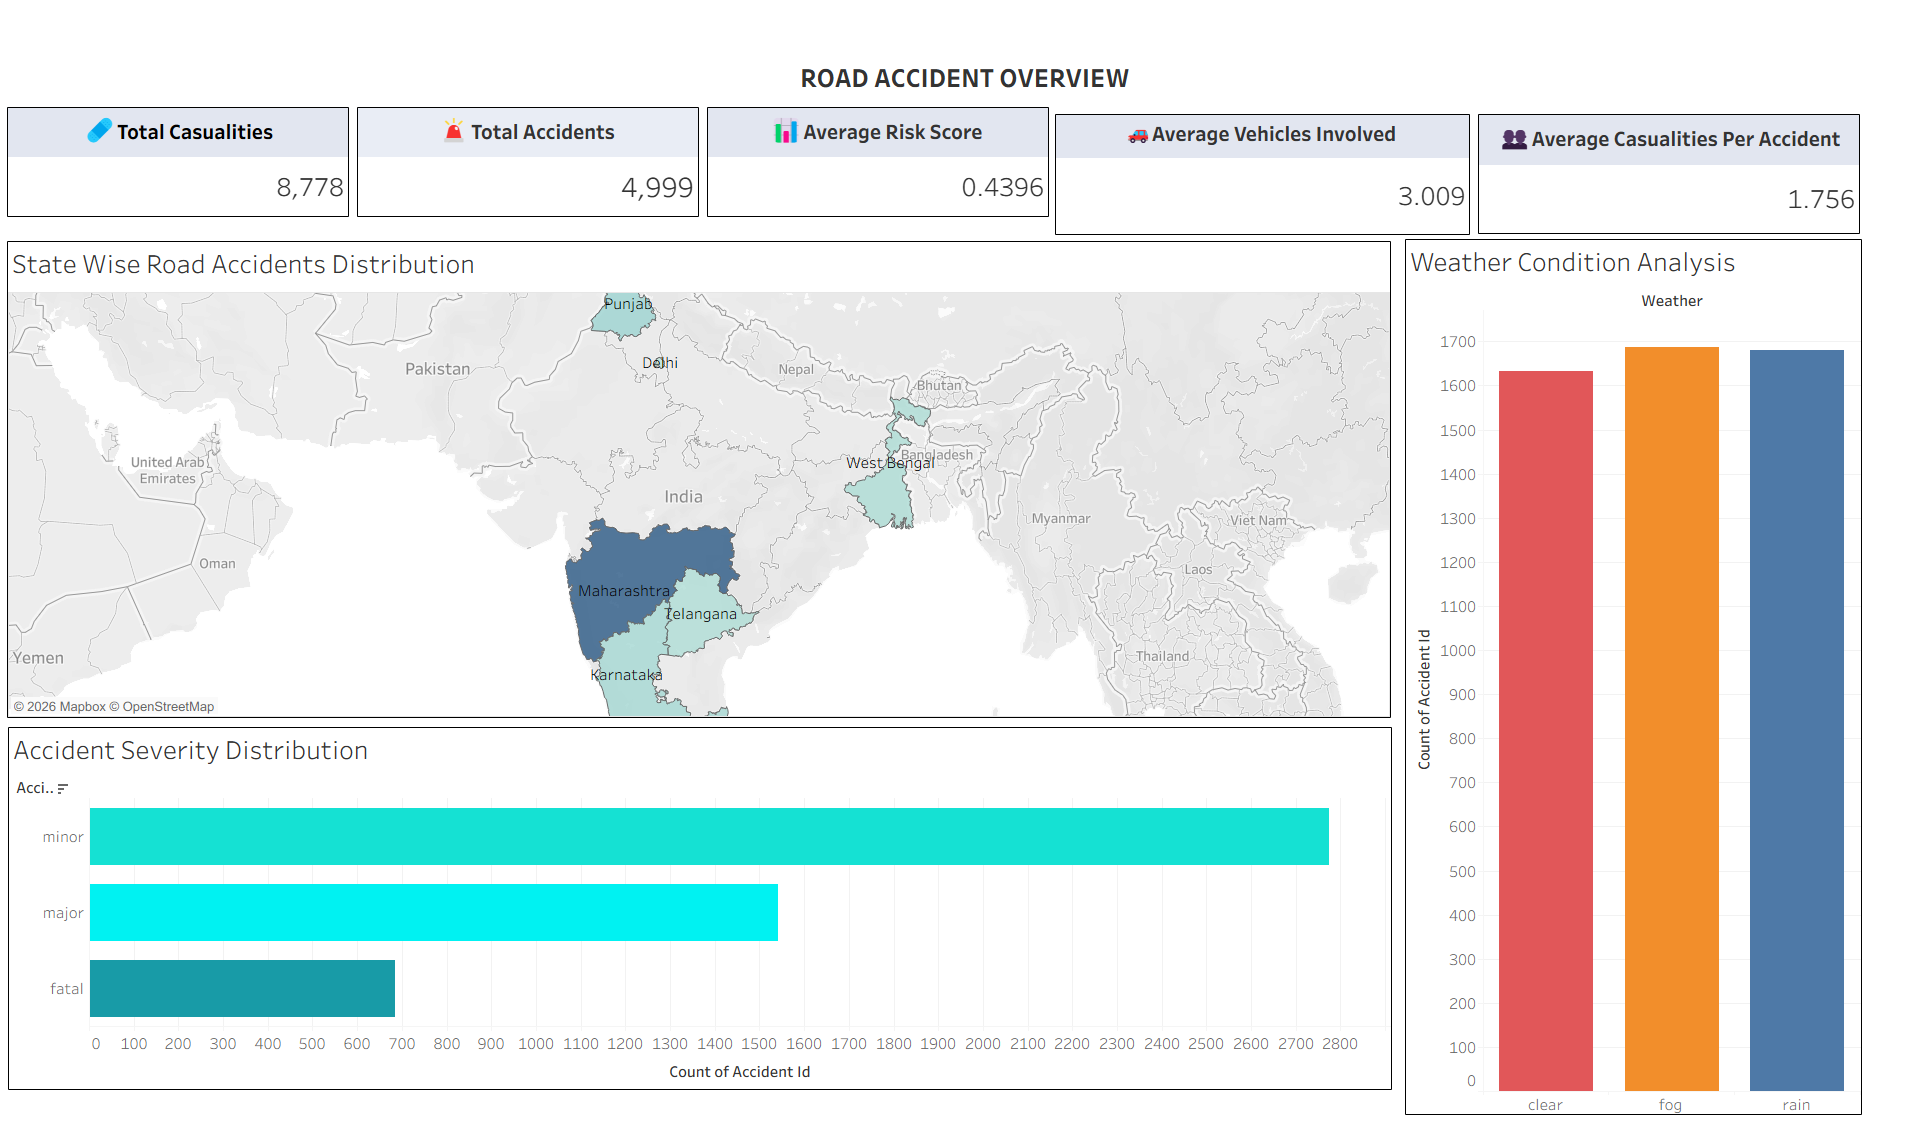 ROAD ACCIDENT OVERVIEW
Total Casualities
8,778
Total Accidents
4,999
Average Risk Score
0.4396
Average Vehicles Involved
3.009
Average Casualities Per Accident
1.756
State Wise Road Accidents Distribution
Punjab
Delhi
Pakistan
Nepal
Bhutan
United Arab
Emirates
West Bengal
Bangladesh
India
Myanmar
Viet Nam
Oman
Laos
Maharashtra
Telangana
Yemen
Thailand
Karnataka
© 2026 Mapbox © OpenStreetMap
Weather Condition Analysis
Weather
Count of Accident Id
1700
1600
1500
1400
1300
1200
1100
1000
900
800
700
600
500
400
300
200
100
0
clear fog rain
Accident Severity Distribution
Acci..
minor
major
fatal
0 100 200 300 400 500 600 700 800 900 1000 1100 1200 1300 1400 1500 1600 1700 1800 1900 2000 2100 2200 2300 2400 2500 2600 2700 2800
Count of Accident Id